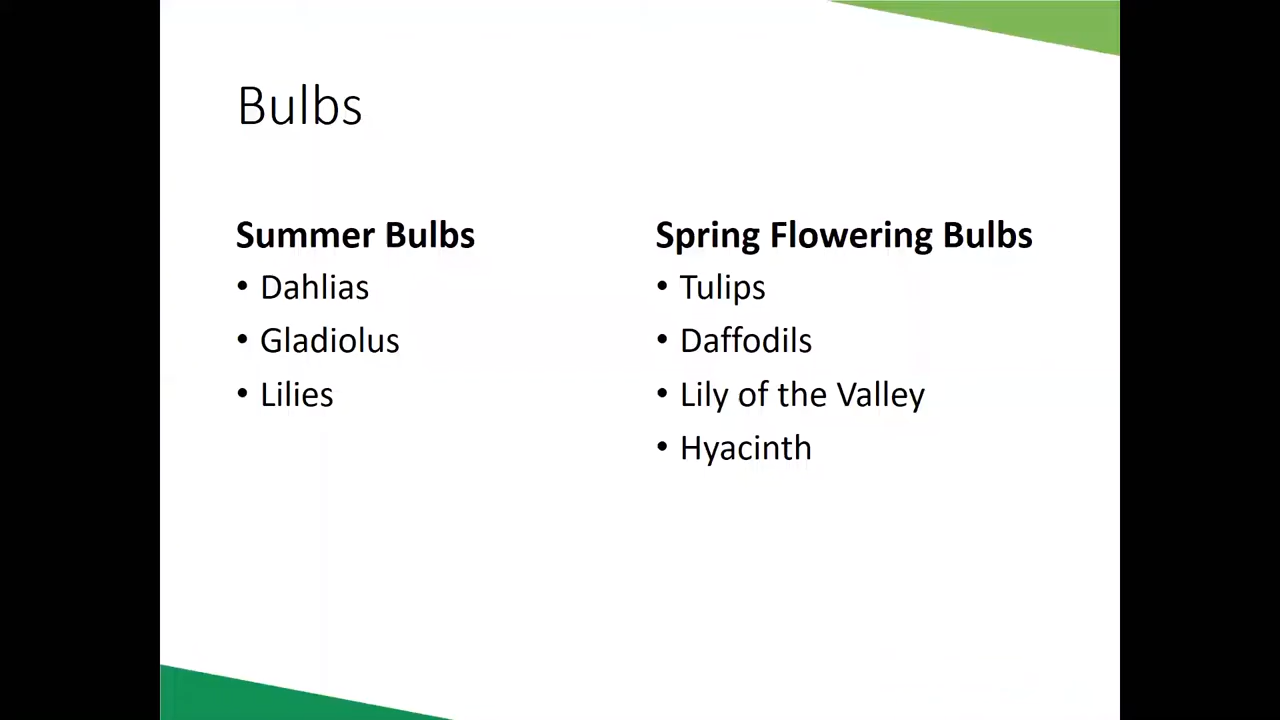 Bulbs
Summer Bulbs
• Dahlias
• Gladiolus
• Lilies
Spring Flowering Bulbs
• Tulips
• Daffodils
• Lily of the Valley
• Hyacinth